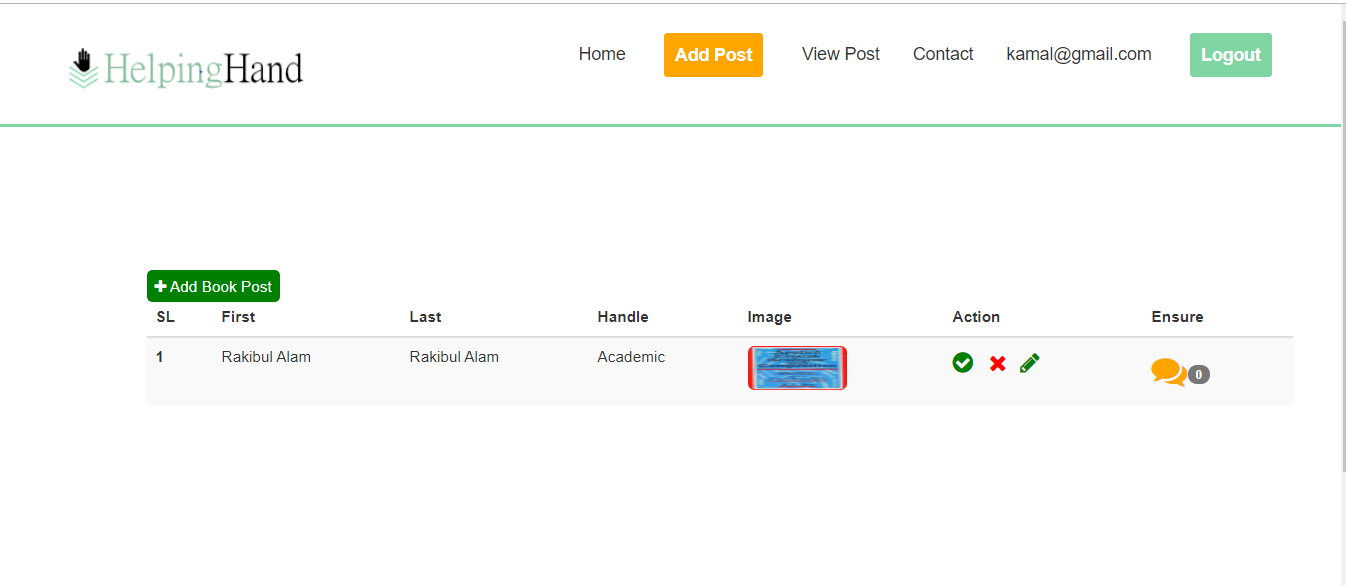 HelpingHand
Home Add Post View Post Contact kamal@gmail.com Logout
Add Book Post
SL First Last Handle Image Action Ensure
1 Rakibul Alam Rakibul Alam Academic 0